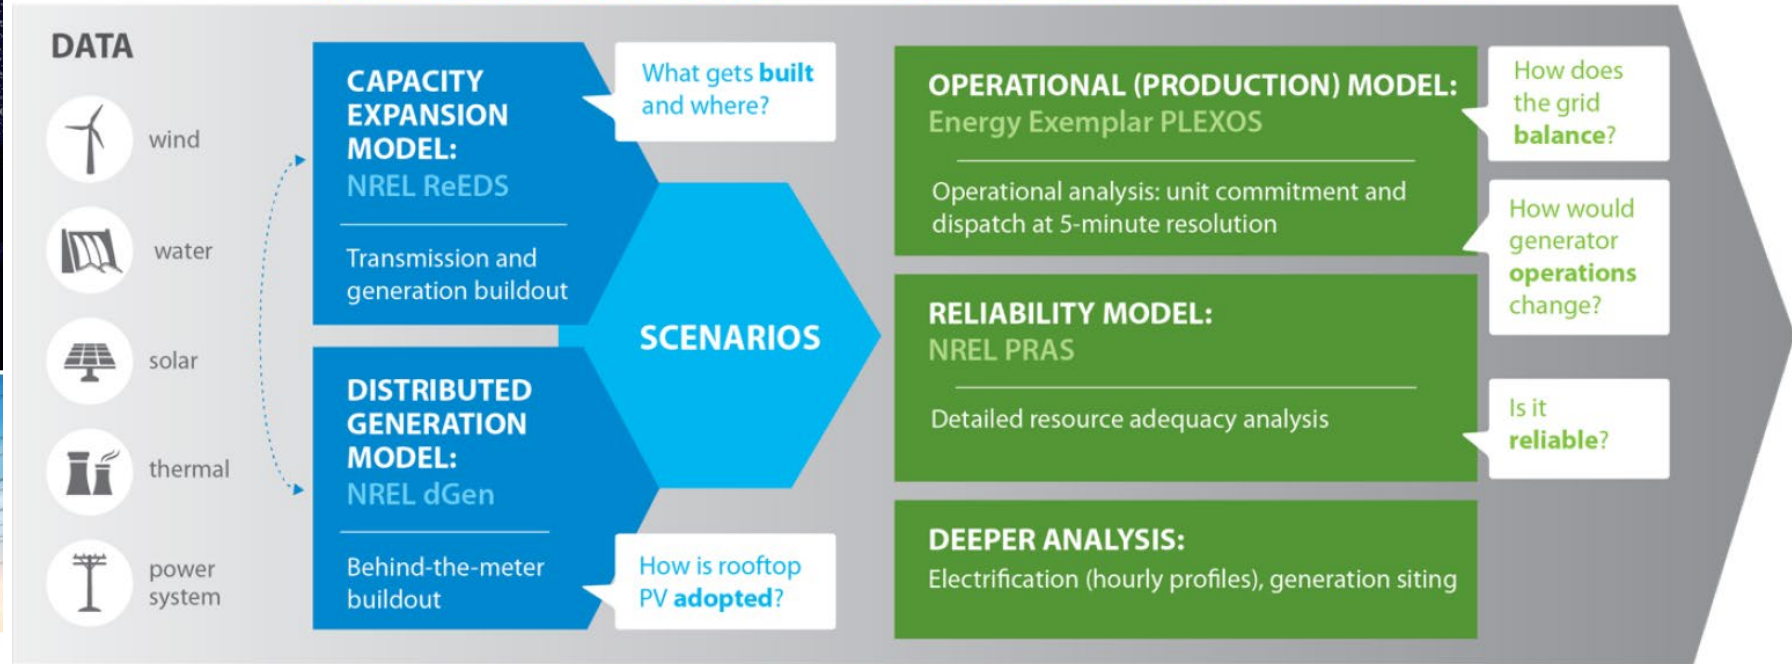 DATA
wind
water
solar
thermal
power
system
CAPACITY
EXPANSION
MODEL:
NREL ReEDS
Transmission and
generation buildout
What gets built
and where?
DISTRIBUTED
GENERATION
MODEL:
NREL dGen
Behind-the-meter
buildout
How is rooftop
PV adopted?
SCENARIOS
OPERATIONAL (PRODUCTION) MODEL:
Energy Exemplar PLEXOS
Operational analysis: unit commitment and
dispatch at 5-minute resolution
How does
the grid
balance?
How would
generator
operations
change?
RELIABILITY MODEL:
NREL PRAS
Detailed resource adequacy analysis
Is it
reliable?
DEEPER ANALYSIS:
Electrification (hourly profiles), generation siting